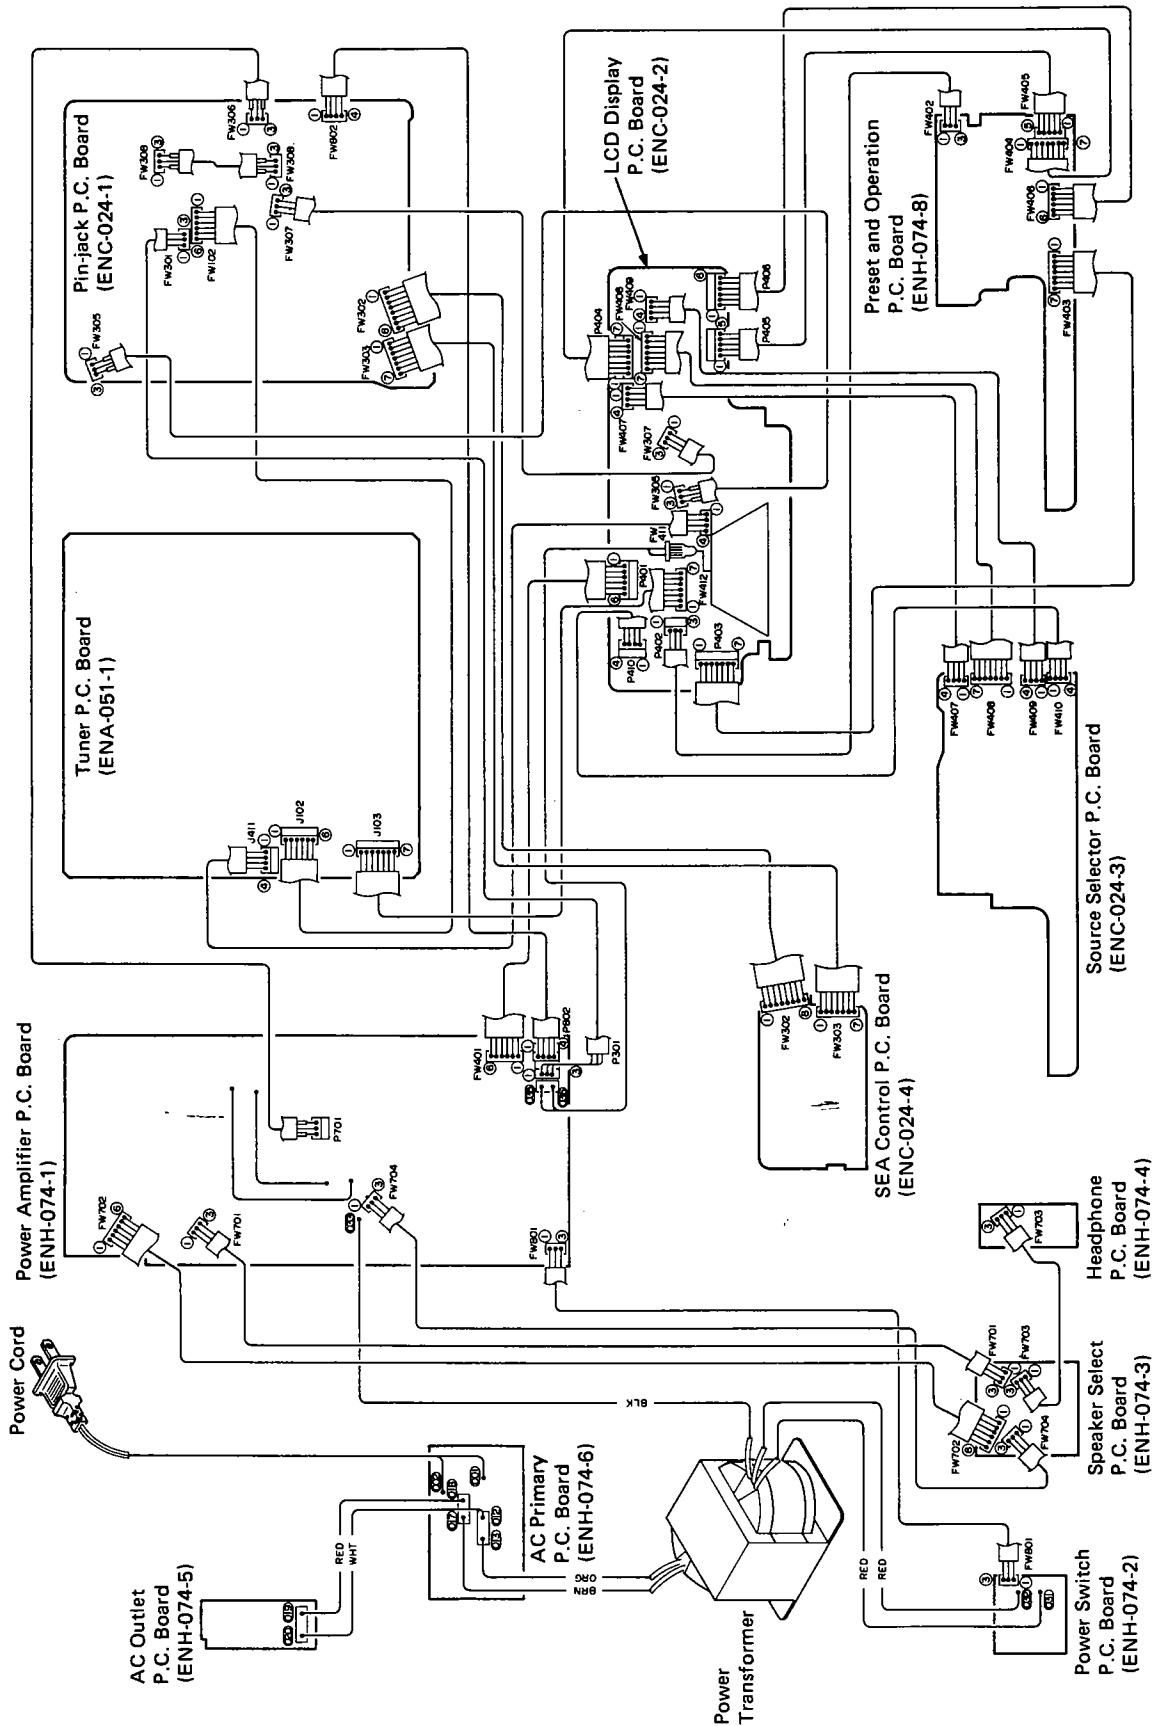 Power Cord
AC Outlet
P.C. Board
(ENH-074-5)
RED
WHT
AC Primary
P.C. Board
(ENH-074-6)
BRN
ORG
BLK
Power
Transformer
RED
RED
Power Switch
P.C. Board
(ENH-074-2)
FW801
Speaker Select
P.C. Board
(ENH-074-3)
FW701
FW703
FW702
FW704
Headphone
P.C. Board
(ENH-074-4)
FW703
Power Amplifier P.C. Board
(ENH-074-1)
FW702
FW701
FW704
P701
FW801
FW401
P802
P301
SEA Control P.C. Board
(ENC-024-4)
FW302
FW303
Tuner P.C. Board
(ENA-051-1)
J411
J102
J103
Source Selector P.C. Board
(ENC-024-3)
FW407
FW408
FW409
FW410
Pin-jack P.C. Board
(ENC-024-1)
FW305
FW301
FW102
FW308
FW308
FW307
FW306
FW802
FW302
FW303
LCD Display
P.C. Board
(ENC-024-2)
P404
FW408
FW409
P406
P405
FW407
FW307
FW305
FW
411
P401
FW412
P410
P402
P403
Preset and Operation
P.C. Board
(ENH-074-8)
FW402
FW405
FW404
FW406
FW403